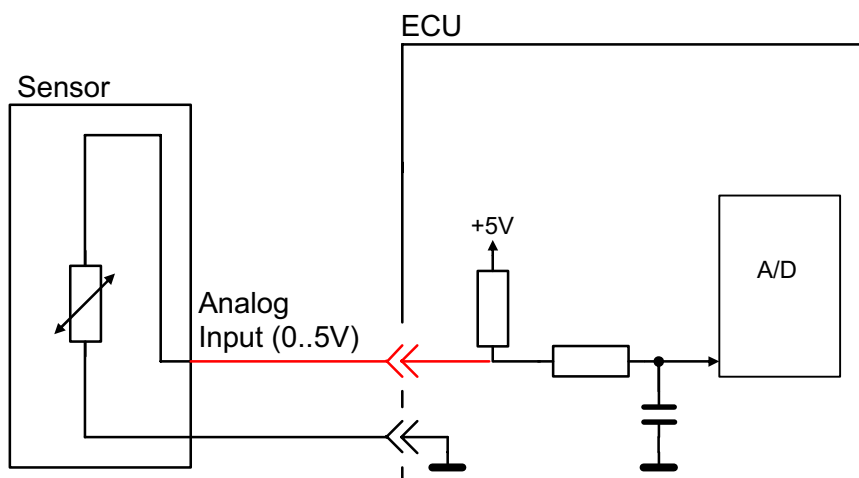 ECU
Sensor
+5V
A/D
Analog
Input (0..5V)